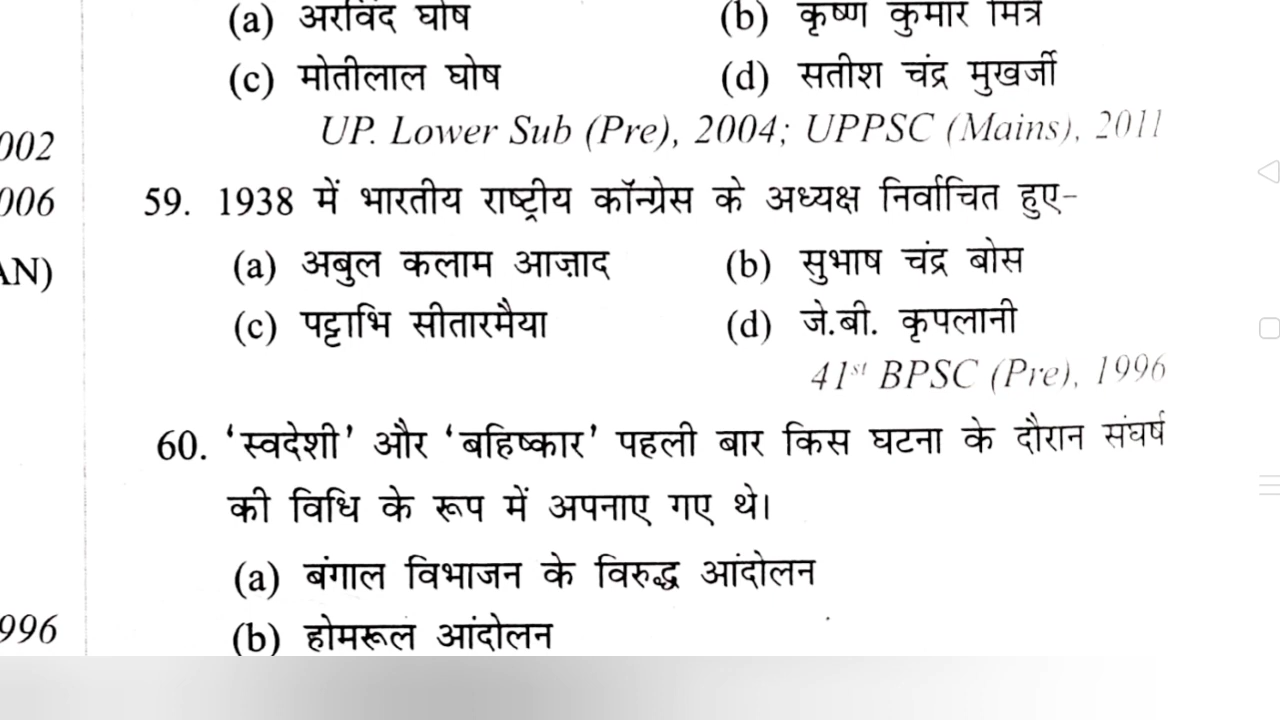 (a) अरविंद घोष (b) कृष्ण कुमार मित्र
(c) मोतीलाल घोष (d) सतीश चंद्र मुखर्जी
UP. Lower Sub (Pre), 2004; UPPSC (Mains), 2011
002
006
59. 1938 में भारतीय राष्ट्रीय कॉन्ग्रेस के अध्यक्ष निर्वाचित हुए-
AN)
(a) अबुल कलाम आज़ाद (b) सुभाष चंद्र बोस
(c) पट्टाभि सीतारमैया (d) जे.बी. कृपलानी
41st BPSC (Pre), 1996
60. ‘स्वदेशी’ और ‘बहिष्कार’ पहली बार किस घटना के दौरान संघर्ष
की विधि के रूप में अपनाए गए थे।
(a) बंगाल विभाजन के विरुद्ध आंदोलन
996
(b) होमरूल आंदोलन